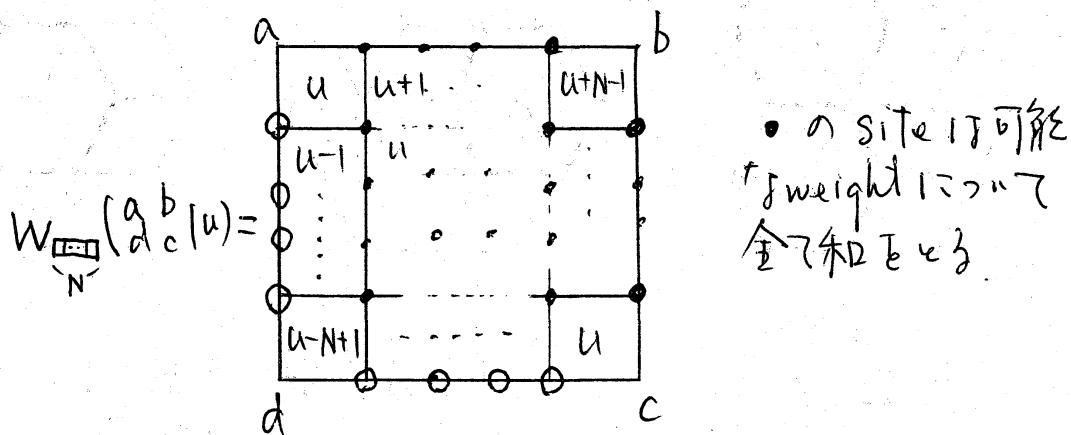 a b
u u+1 ‥ u+N-1
u-1 u
W (a b d c | u) =
N
u-N+1 ----- u
d c
• の site は可能
な weight について
全て和をとる.